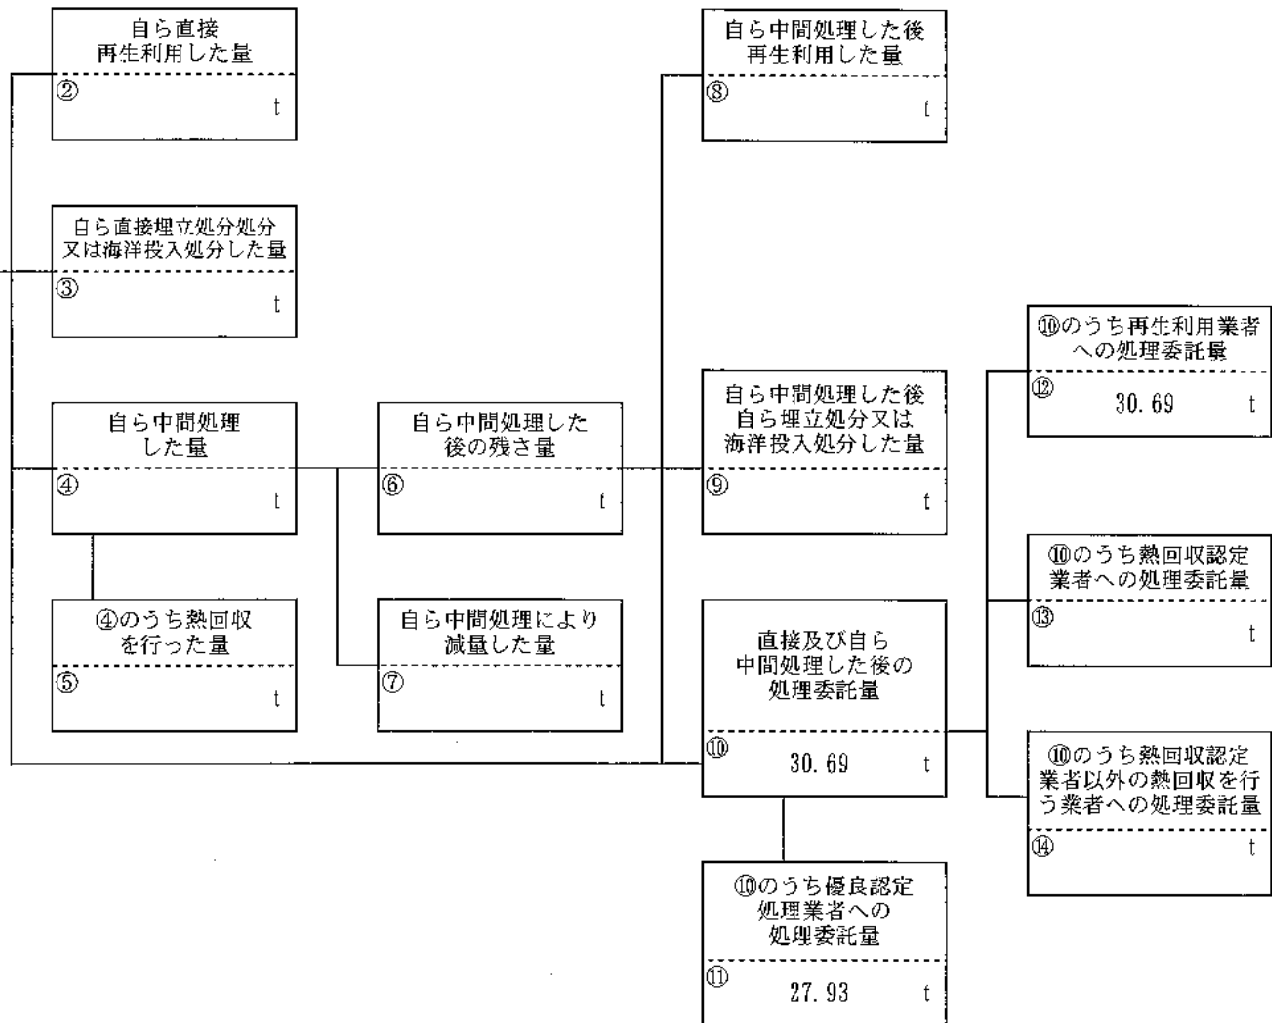 自ら直接
再生利用した量
②
t
自ら直接埋立処分処分
又は海洋投入処分した量
③
t
自ら中間処理
した量
④
t
④のうち熱回収
を行った量
⑤
t
自ら中間処理した
後の残さ量
⑥
t
自ら中間処理により
減量した量
⑦
t
自ら中間処理した後
再生利用した量
⑧
t
自ら中間処理した後
自ら埋立処分又は
海洋投入処分した量
⑨
t
直接及び自ら
中間処理した後の
処理委託量
⑩ 30.69 t
⑩のうち優良認定
処理業者への
処理委託量
⑪ 27.93 t
⑩のうち再生利用業者
への処理委託量
⑫ 30.69 t
⑩のうち熱回収認定
業者への処理委託量
⑬
t
⑩のうち熱回収認定
業者以外の熱回収を行
う業者への処理委託量
⑭
t